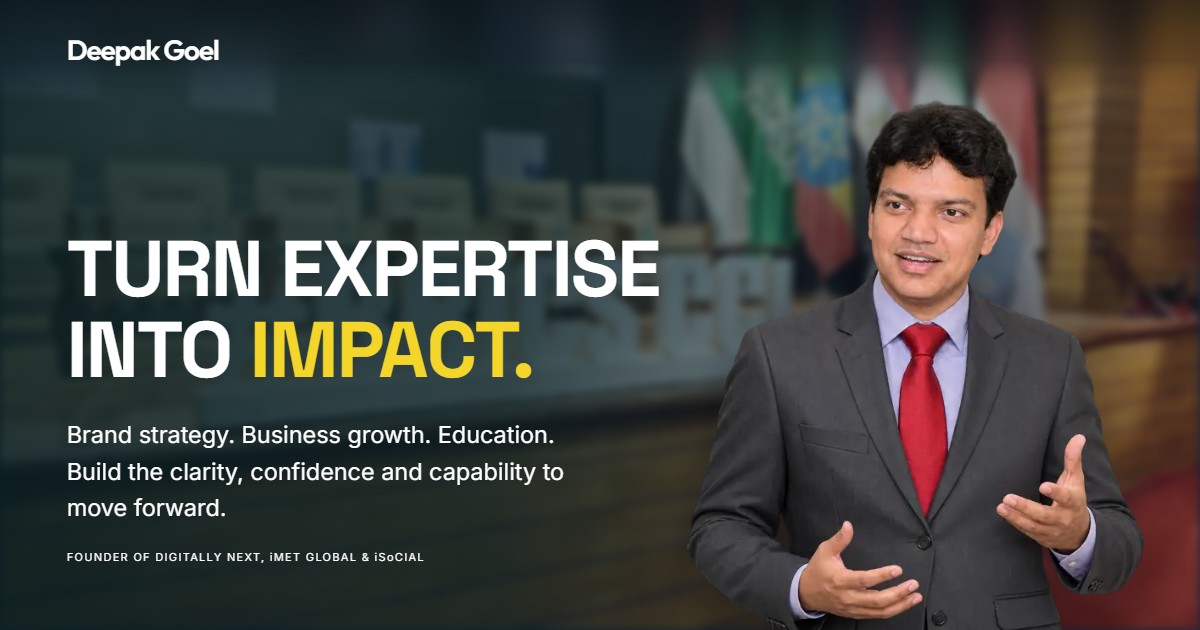 Deepak Goel
TURN EXPERTISE
INTO IMPACT.
Brand strategy. Business growth. Education.
Build the clarity, confidence and capability to
move forward.
FOUNDER OF DIGITALLY NEXT, iMET GLOBAL & iSoCIAL